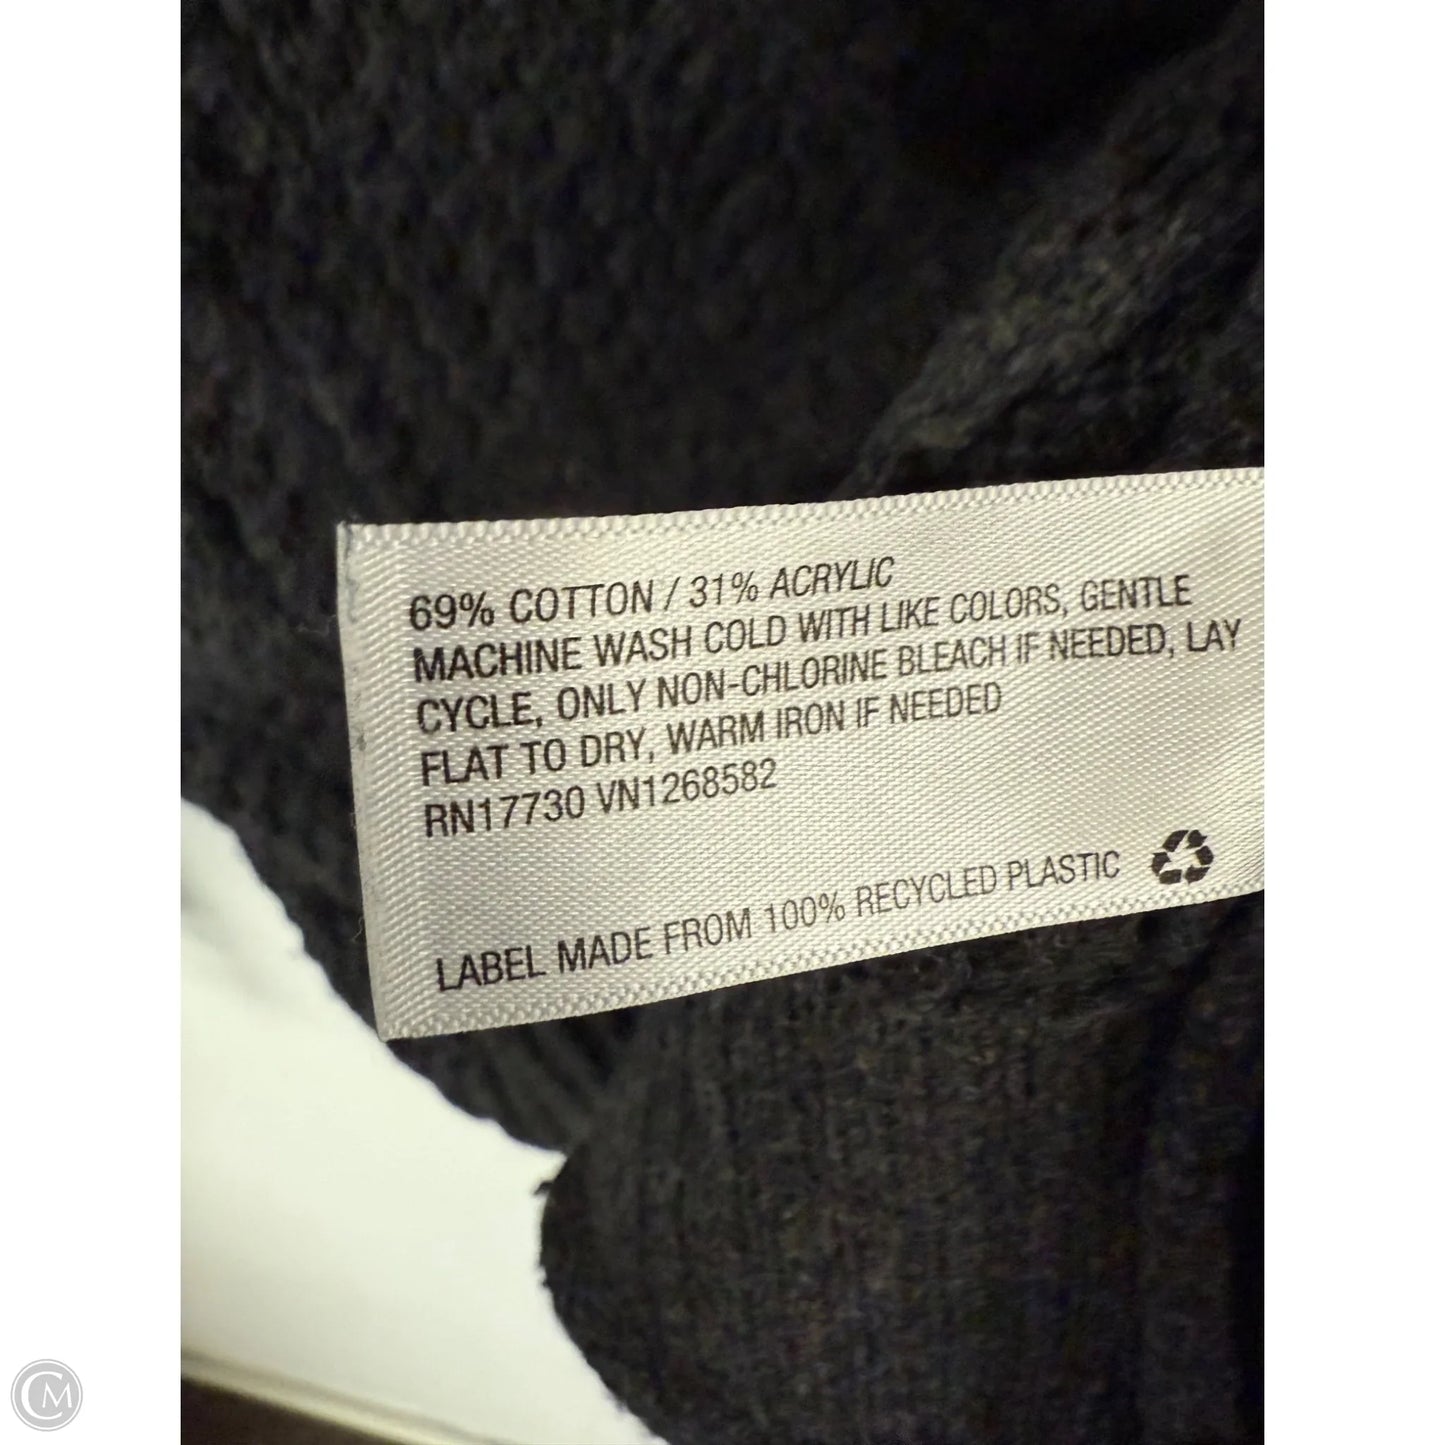 69% COTTON / 31% ACRYLIC
MACHINE WASH COLD WITH LIKE COLORS, GENTLE
CYCLE, ONLY NON-CHLORINE BLEACH IF NEEDED, LAY
FLAT TO DRY, WARM IRON IF NEEDED
RN17730 VN1268582
LABEL MADE FROM 100% RECYCLED PLASTIC
CM